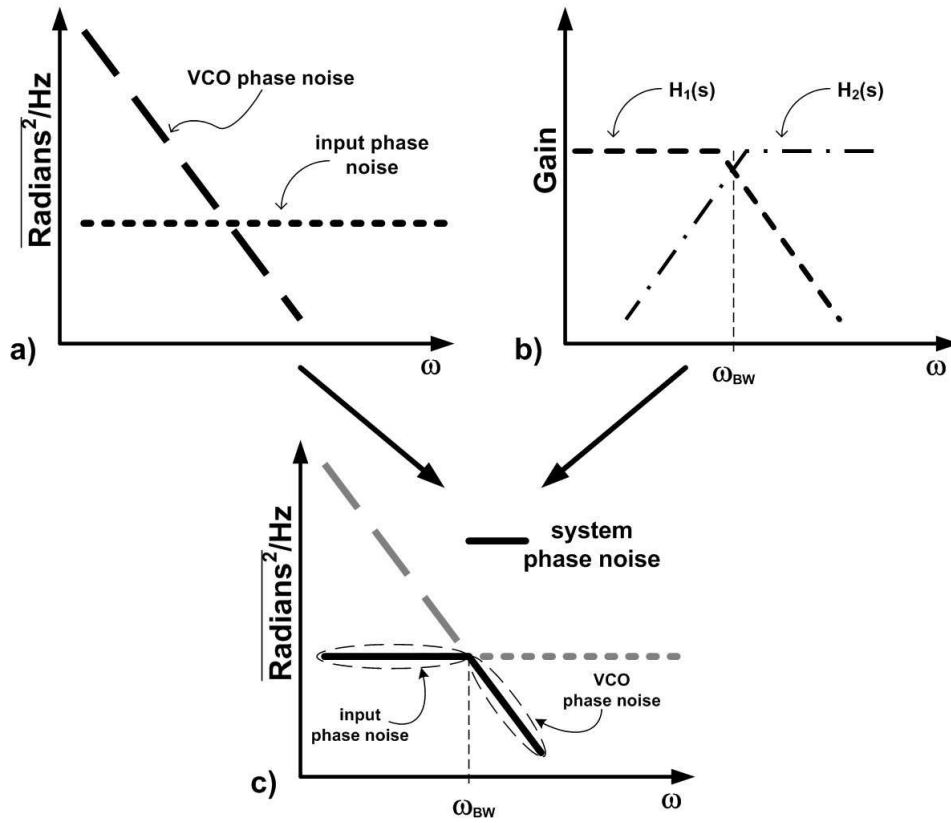 Radians²/Hz
VCO phase noise
input phase
noise
a)
ω
Gain
H₁(s)
H₂(s)
b)
ω_BW
ω
Radians²/Hz
system
phase noise
input
phase noise
VCO
phase noise
c)
ω_BW
ω